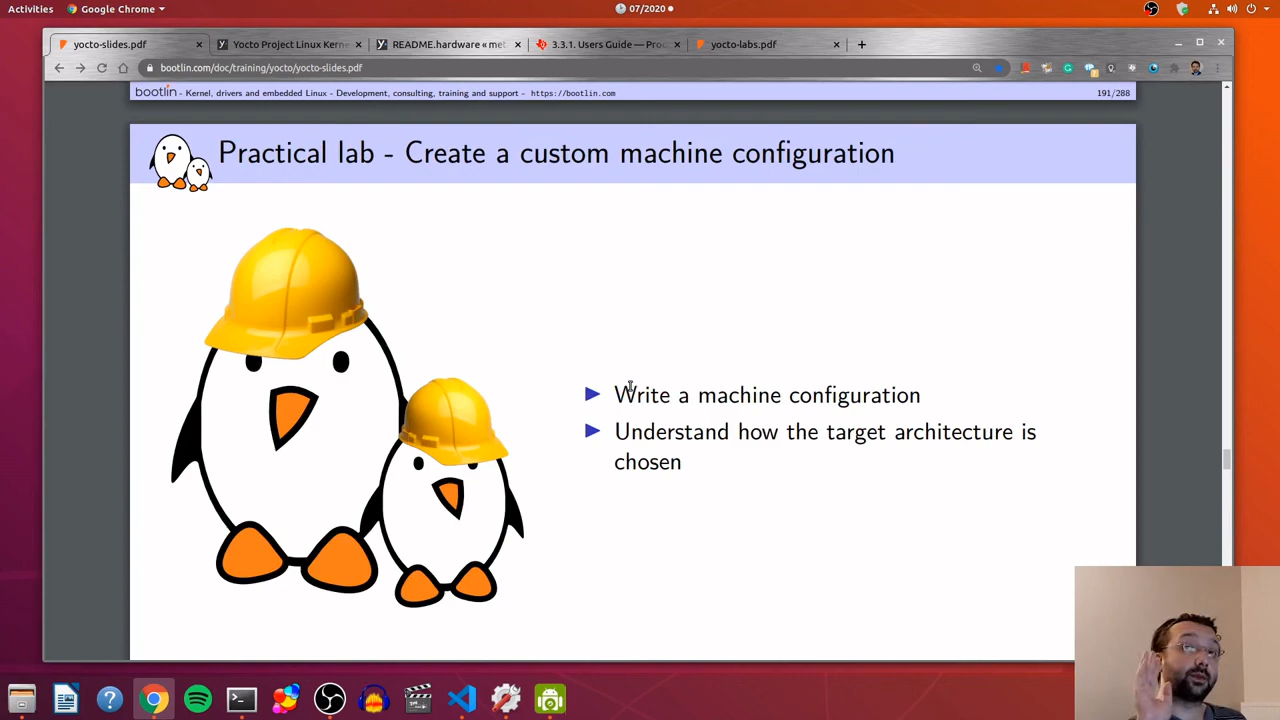 Activities
Google Chrome
07/2020
yocto-slides.pdf
Yocto Project Linux Kerne
README.hardware « met
3.3.1. Users Guide — Proc
yocto-labs.pdf
bootlin.com/doc/training/yocto/yocto-slides.pdf
bootlin - Kernel, drivers and embedded Linux - Development, consulting, training and support - https://bootlin.com
191/288
Practical lab - Create a custom machine configuration
Write a machine configuration
Understand how the target architecture is
chosen